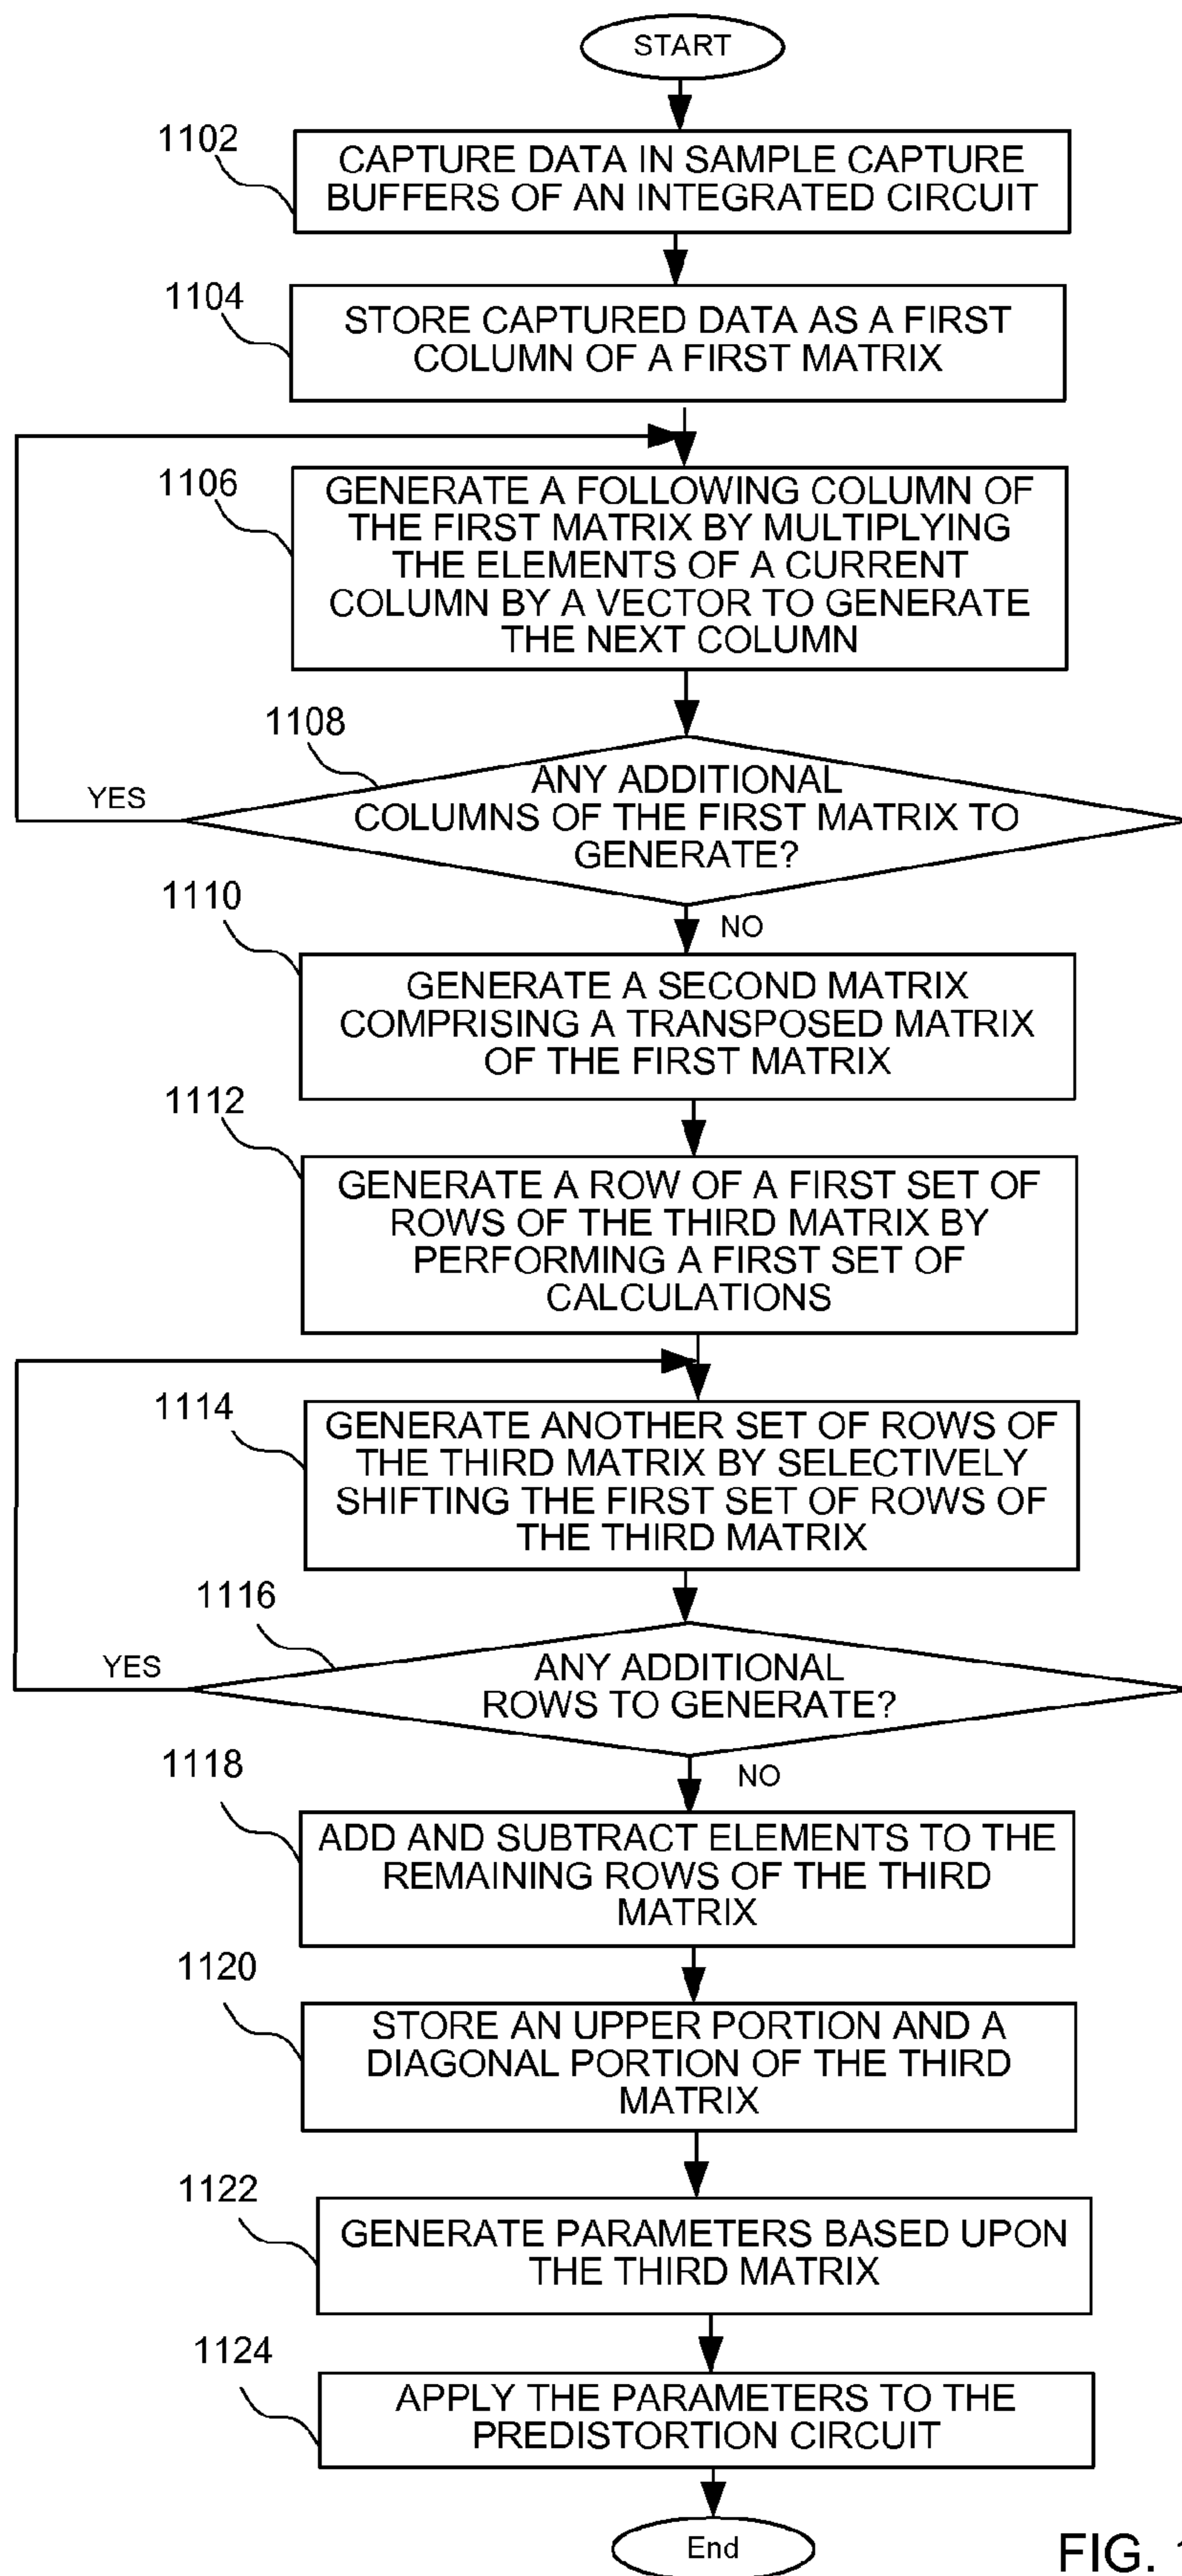 START
1102
CAPTURE DATA IN SAMPLE CAPTURE
BUFFERS OF AN INTEGRATED CIRCUIT
1104
STORE CAPTURED DATA AS A FIRST
COLUMN OF A FIRST MATRIX
1106
GENERATE A FOLLOWING COLUMN OF
THE FIRST MATRIX BY MULTIPLYING
THE ELEMENTS OF A CURRENT
COLUMN BY A VECTOR TO GENERATE
THE NEXT COLUMN
1108
YES
ANY ADDITIONAL
COLUMNS OF THE FIRST MATRIX TO
GENERATE?
1110
NO
GENERATE A SECOND MATRIX
COMPRISING A TRANSPOSED MATRIX
OF THE FIRST MATRIX
1112
GENERATE A ROW OF A FIRST SET OF
ROWS OF THE THIRD MATRIX BY
PERFORMING A FIRST SET OF
CALCULATIONS
1114
GENERATE ANOTHER SET OF ROWS OF
THE THIRD MATRIX BY SELECTIVELY
SHIFTING THE FIRST SET OF ROWS OF
THE THIRD MATRIX
1116
YES
ANY ADDITIONAL
ROWS TO GENERATE?
1118
NO
ADD AND SUBTRACT ELEMENTS TO THE
REMAINING ROWS OF THE THIRD
MATRIX
1120
STORE AN UPPER PORTION AND A
DIAGONAL PORTION OF THE THIRD
MATRIX
1122
GENERATE PARAMETERS BASED UPON
THE THIRD MATRIX
1124
APPLY THE PARAMETERS TO THE
PREDISTORTION CIRCUIT
End
FIG.